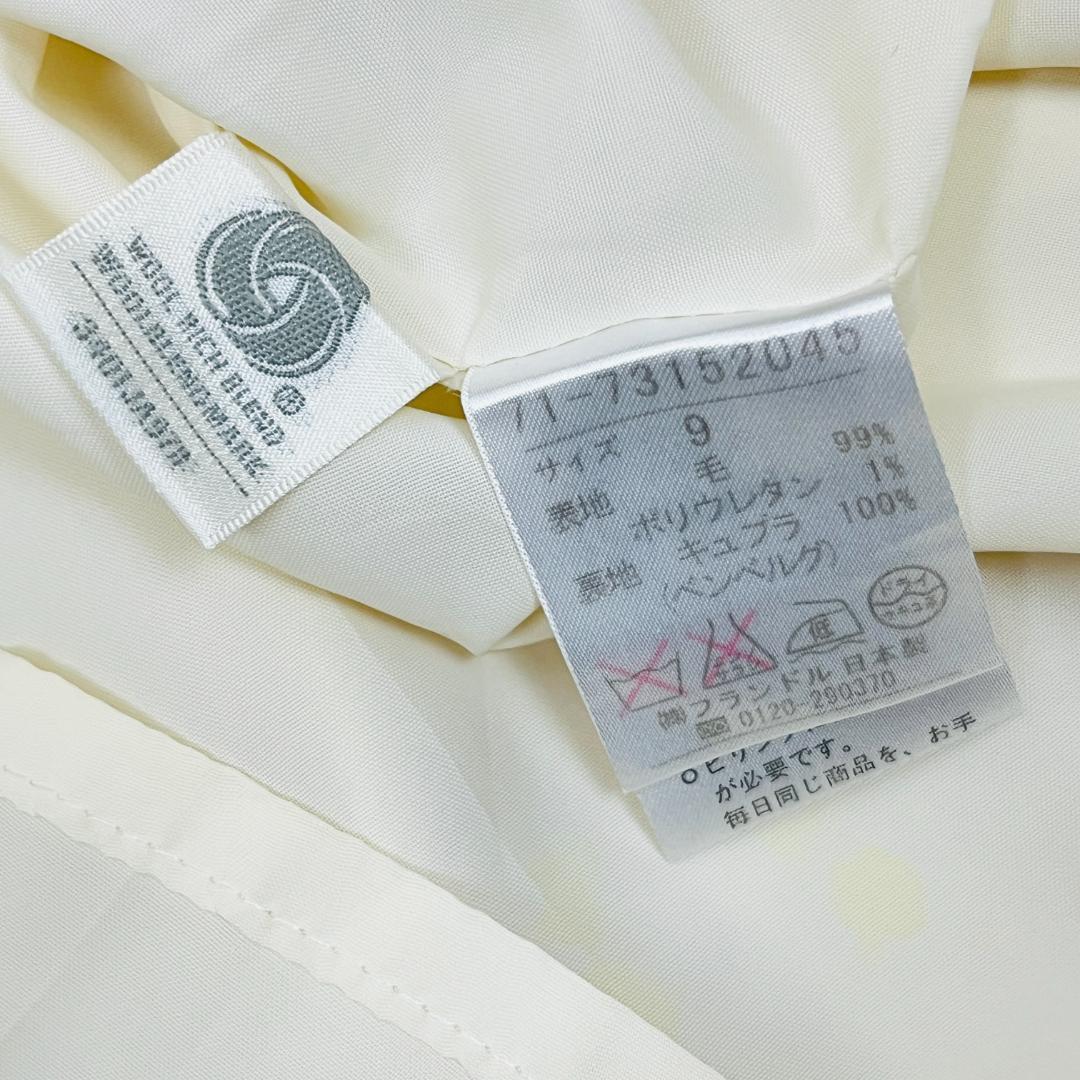 WOOL RICH BLEND
WOOLBLENDMARK
®
71-73152045
サイズ 9
表地 毛 99%
ポリウレタン 1%
裏地 キュプラ 100%
(ベンベルグ)
低
ドライ
セキユ系
㈱フランドル 日本製
0120-290370
が必要です。
毎日同じ商品を、お手